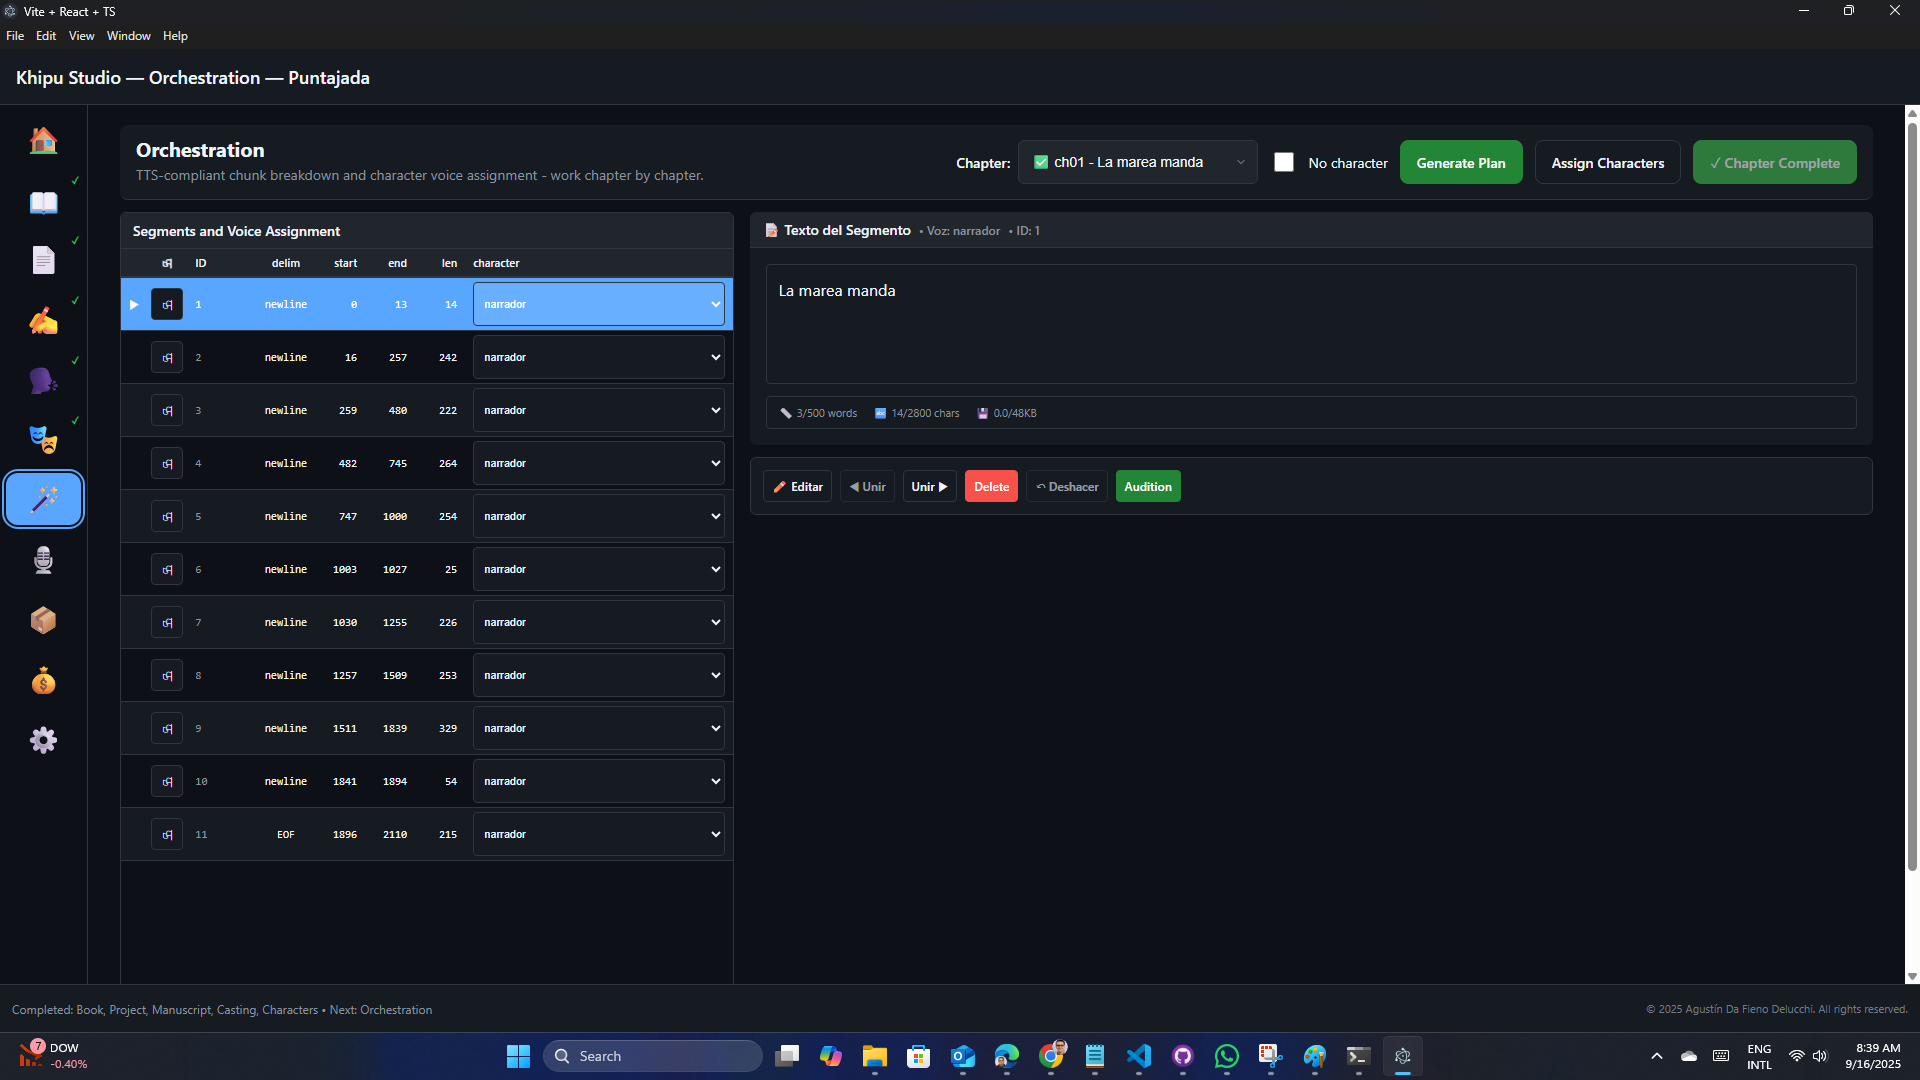 Vite + React + TS
File Edit View Window Help
Khipu Studio — Orchestration — Puntajada
Orchestration
TTS-compliant chunk breakdown and character voice assignment - work chapter by chapter.
Chapter: ch01 - La marea manda No character Generate Plan Assign Characters ✓ Chapter Complete
Segments and Voice Assignment
ID delim start end len character
1 newline 0 13 14 narrador
2 newline 16 257 242 narrador
3 newline 259 480 222 narrador
4 newline 482 745 264 narrador
5 newline 747 1000 254 narrador
6 newline 1003 1027 25 narrador
7 newline 1030 1255 226 narrador
8 newline 1257 1509 253 narrador
9 newline 1511 1839 329 narrador
10 newline 1841 1894 54 narrador
11 EOF 1896 2110 215 narrador
Texto del Segmento • Voz: narrador • ID: 1
La marea manda
3/500 words 14/2800 chars 0.0/48KB
Editar ◀ Unir Unir ▶ Delete ↶ Deshacer Audition
Completed: Book, Project, Manuscript, Casting, Characters • Next: Orchestration
© 2025 Agustín Da Fieno Delucchi. All rights reserved.
7
DOW
-0.40%
Search
ENG
INTL
8:39 AM
9/16/2025